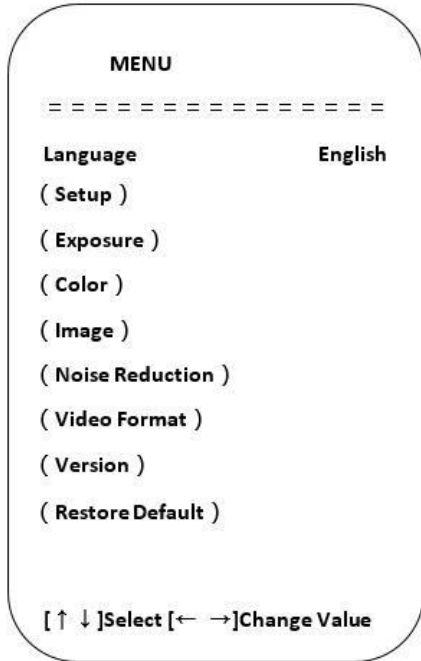 MENU
= = = = = = = = = = = = = = =
Language English
( Setup )
( Exposure )
( Color )
( Image )
( Noise Reduction )
( Video Format )
( Version )
( Restore Default )
[ ↑ ↓ ]Select [← →]Change Value